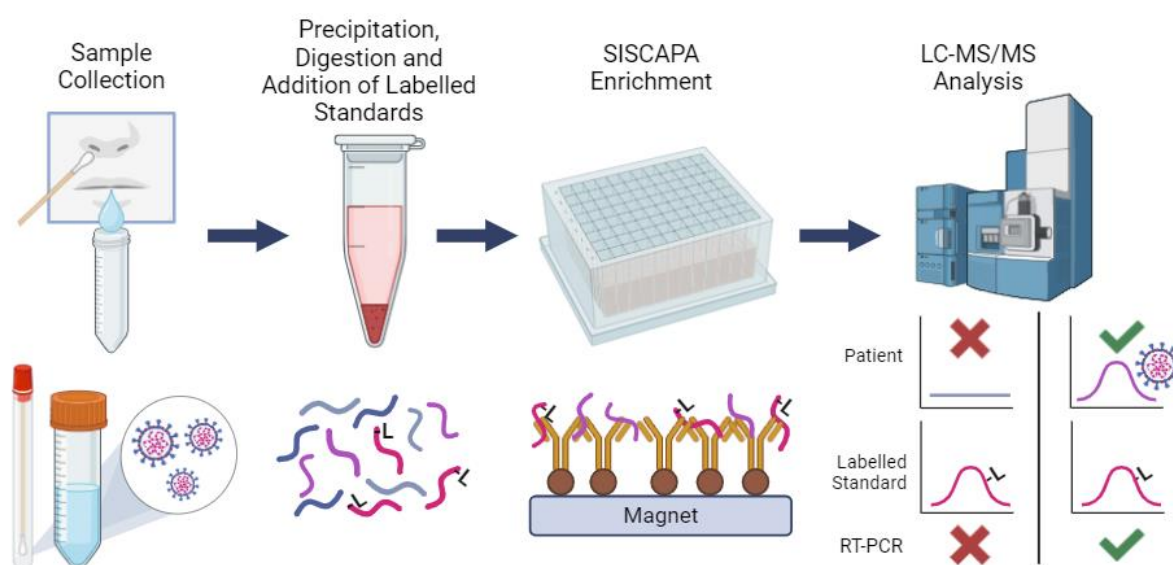 Sample
Collection
Precipitation,
Digestion and
Addition of Labelled
Standards
SISCAPA
Enrichment
LC-MS/MS
Analysis
-L
-L
-L
L
-L
L
Magnet
Patient
Labelled
Standard
-L
-L
RT-PCR